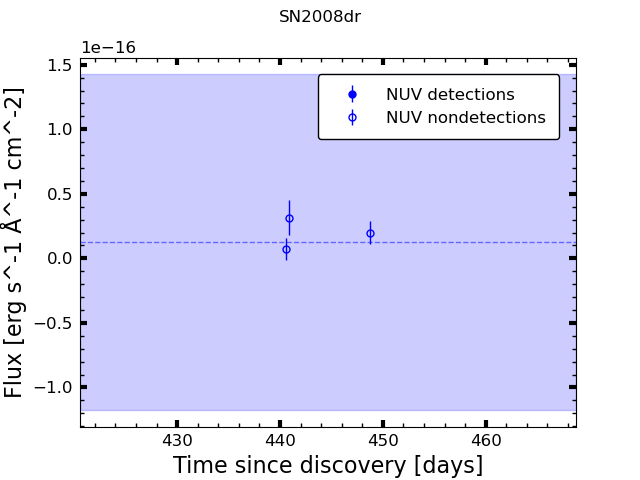 SN2008dr
1e−16
1.5
1.0
0.5
0.0
−0.5
−1.0
Flux [erg s^-1 Å^-1 cm^-2]
NUV detections
NUV nondetections
430 440 450 460
Time since discovery [days]